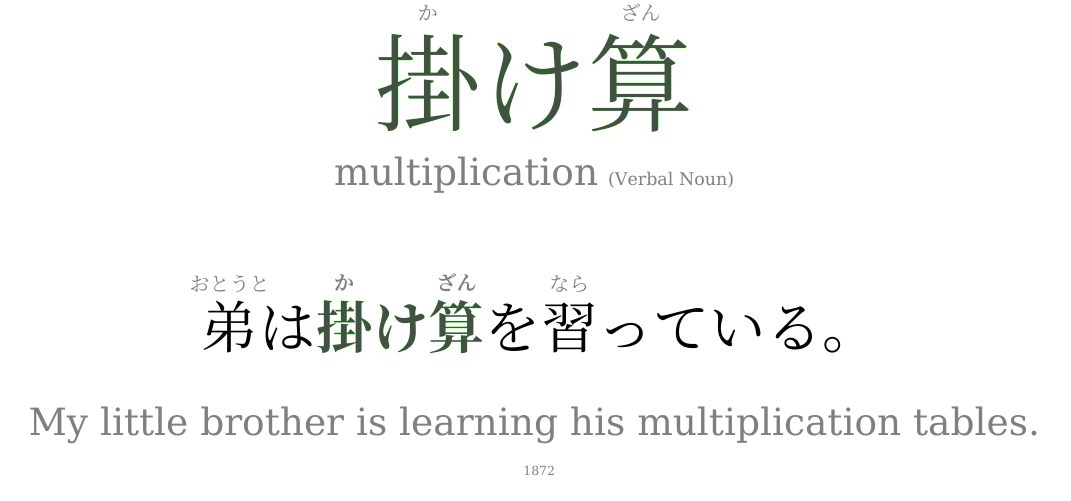 か ざん
掛け算
multiplication (Verbal Noun)
おとうと か ざん なら
弟は掛け算を習っている。
My little brother is learning his multiplication tables.
1872